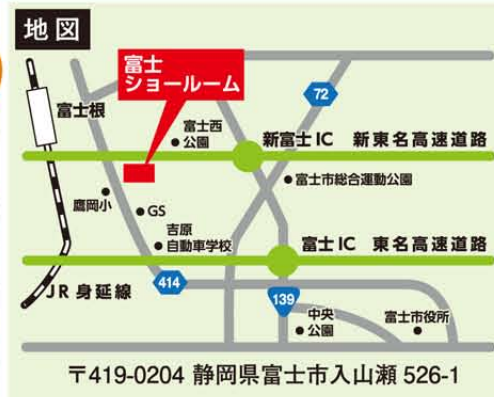 地図
富士
ショールーム
72
富士根
富士西
公園
新富士IC 新東名高速道路
富士市総合運動公園
鷹岡小
GS
吉原
自動車学校
富士IC 東名高速道路
JR身延線
414
139
中央
公園
富士市役所
〒419-0204 静岡県富士市入山瀬 526-1